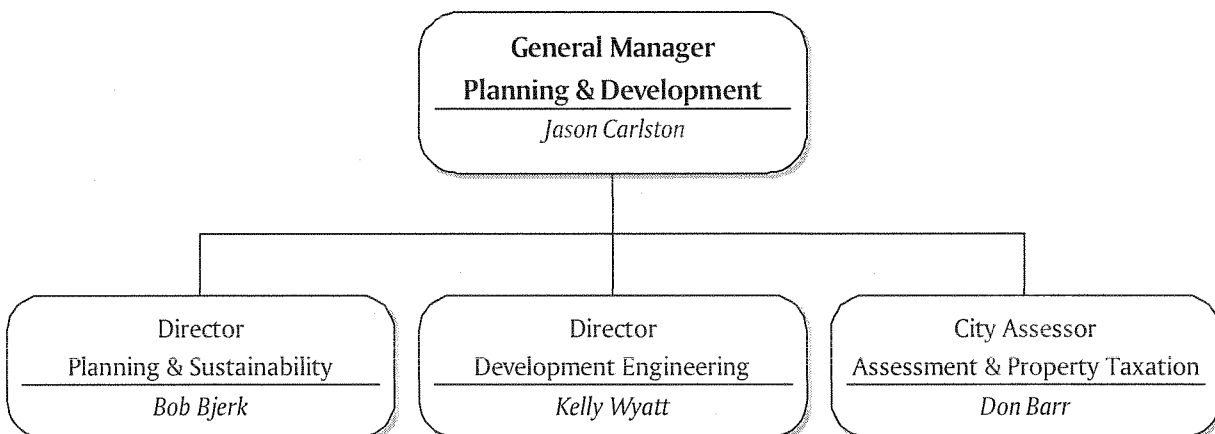 General Manager
Planning & Development
Jason Carlston
Director
Planning & Sustainability
Bob Bjerk
Director
Development Engineering
Kelly Wyatt
City Assessor
Assessment & Property Taxation
Don Barr